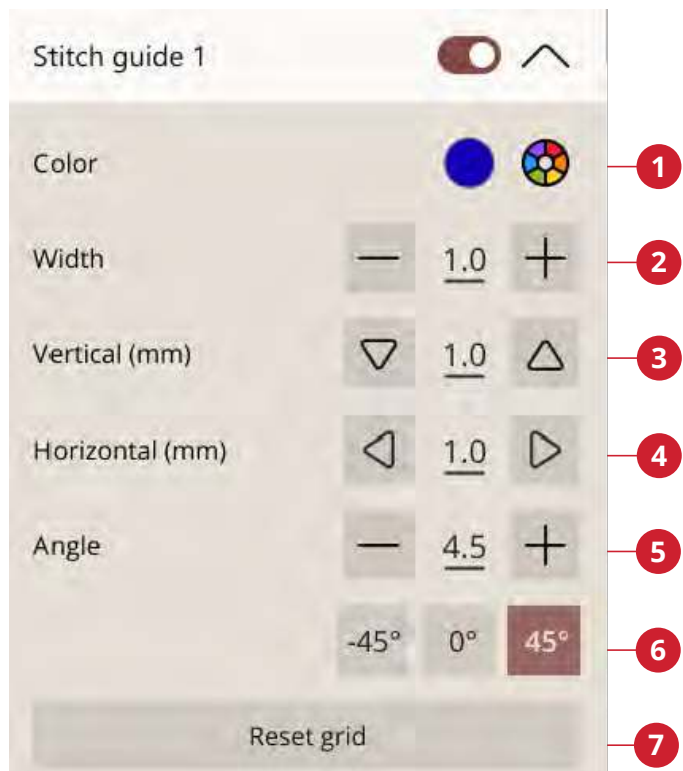 Stitch guide 1
Color 1
Width 1.0 2
Vertical (mm) 1.0 3
Horizontal (mm) 1.0 4
Angle 4.5 5
-45° 0° 45° 6
Reset grid 7